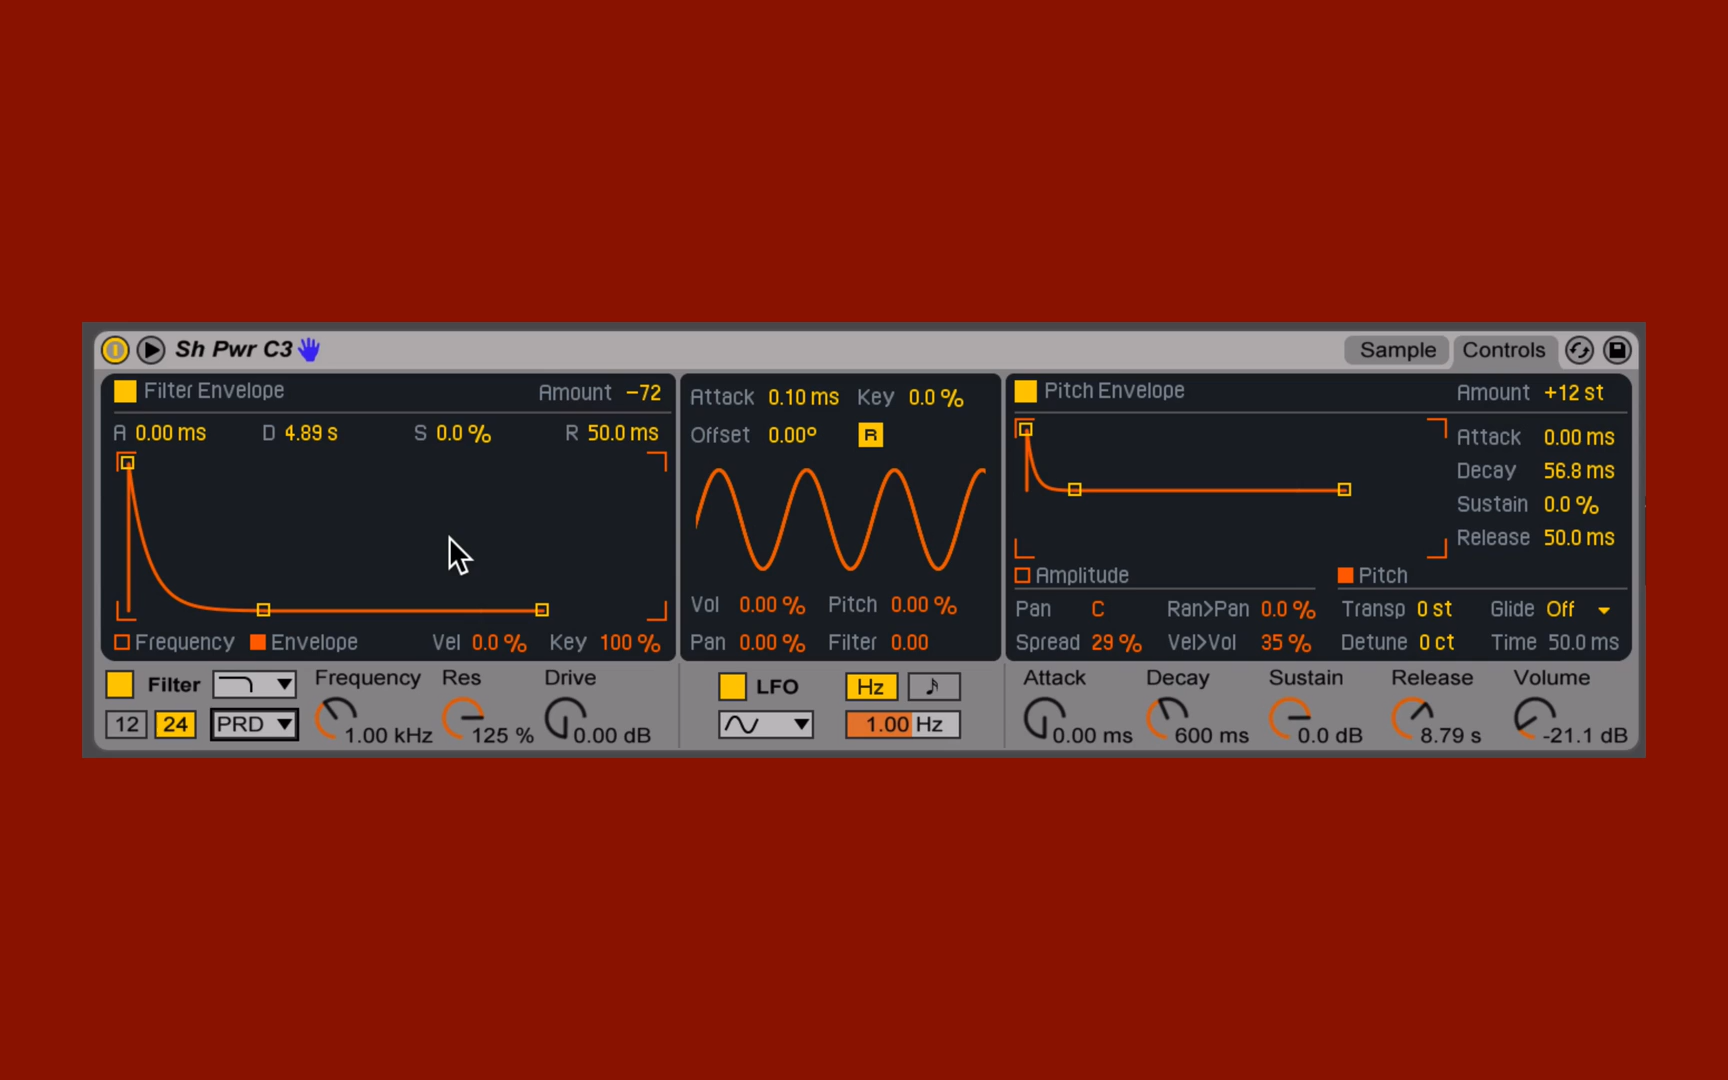 Sh Pwr C3 Sample Controls
Filter Envelope Amount -72
A 0.00 ms D 4.89 s S 0.0 % R 50.0 ms
Frequency Envelope Vel 0.0 % Key 100 %
Filter
12 24 PRD
Frequency 1.00 kHz
Res 125 %
Drive 0.00 dB
Attack 0.10 ms Key 0.0 %
Offset 0.00° R
Vol 0.00 % Pitch 0.00 %
Pan 0.00 % Filter 0.00
LFO Hz
1.00 Hz
Pitch Envelope Amount +12 st
Attack 0.00 ms
Decay 56.8 ms
Sustain 0.0 %
Release 50.0 ms
Amplitude Pitch
Pan C Ran>Pan 0.0 % Transp 0 st Glide Off
Spread 29 % Vel>Vol 35 % Detune 0 ct Time 50.0 ms
Attack Decay Sustain Release Volume
0.00 ms 600 ms 0.0 dB 8.79 s -21.1 dB